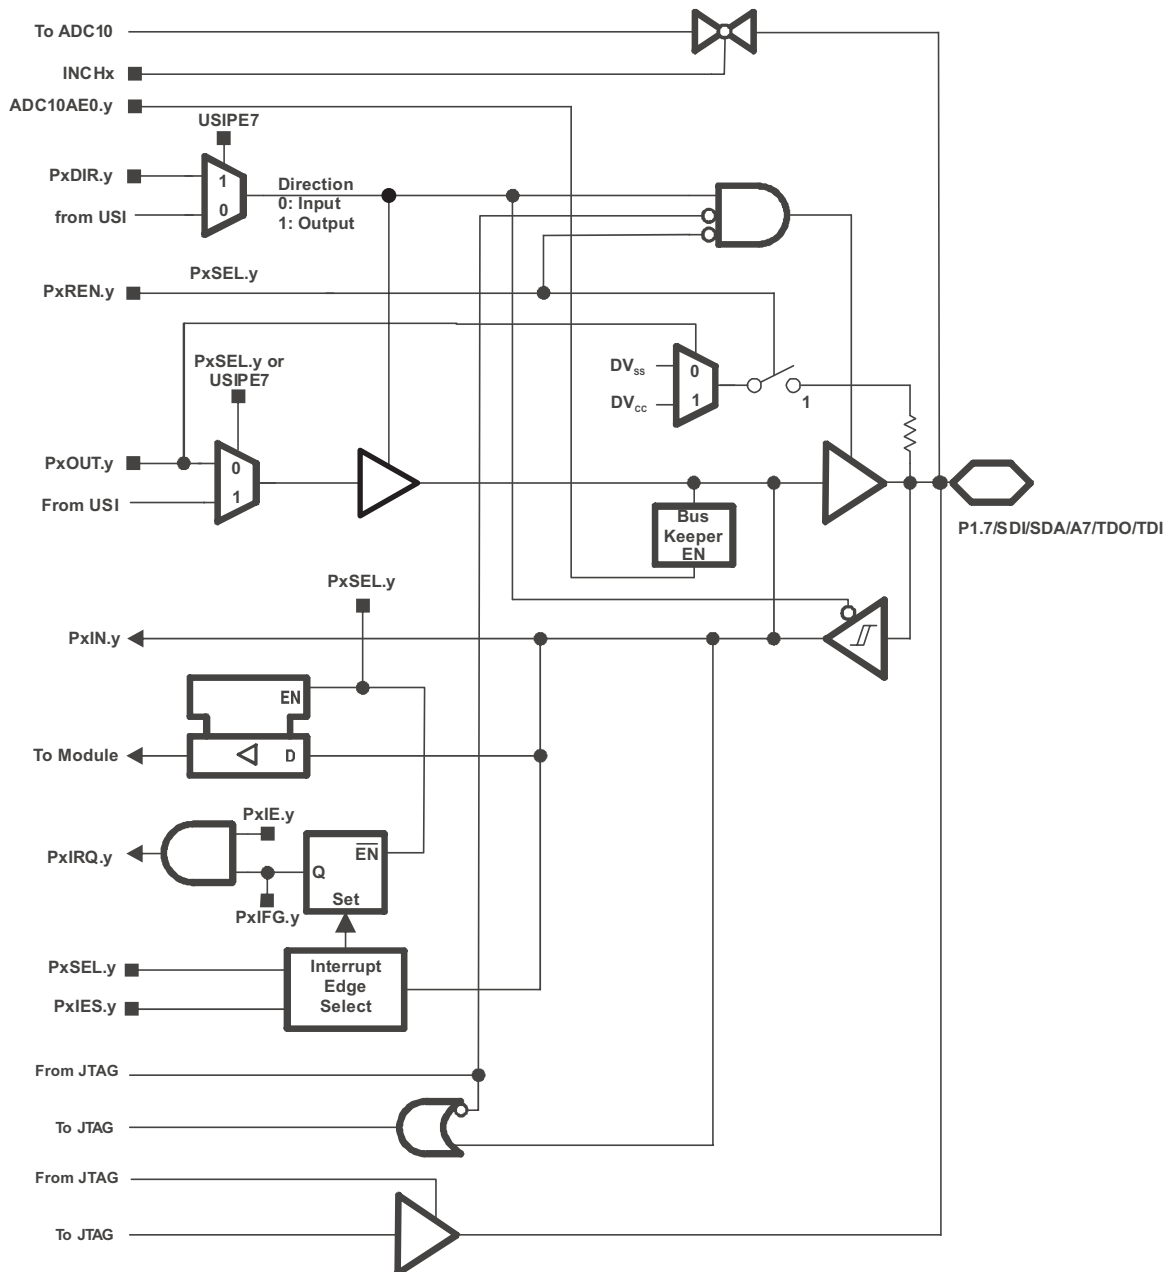 To ADC10
INCHx
ADC10AE0.y
USIPE7
PxDIR.y
1
from USI
0
Direction
0: Input
1: Output
PxSEL.y
PxREN.y
PxSEL.y or
USIPE7
DVSS
0
DVCC
1
1
PxOUT.y
0
From USI
1
Bus
Keeper
EN
P1.7/SDI/SDA/A7/TDO/TDI
PxSEL.y
PxIN.y
EN
To Module
D
PxIE.y
PxIRQ.y
EN
Q
Set
PxIFG.y
PxSEL.y
PxIES.y
Interrupt
Edge
Select
From JTAG
To JTAG
From JTAG
To JTAG